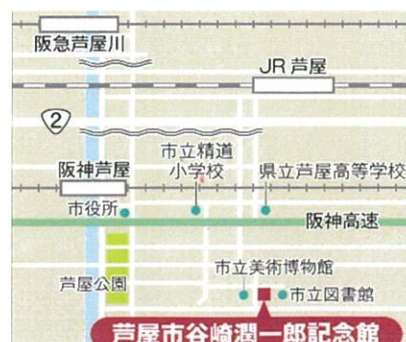 阪急芦屋川
JR 芦屋
2
阪神芦屋
市立精道
小学校
県立芦屋高等学校
市役所
阪神高速
芦屋公園
市立美術博物館
市立図書館
芦屋市谷崎潤一郎記念館